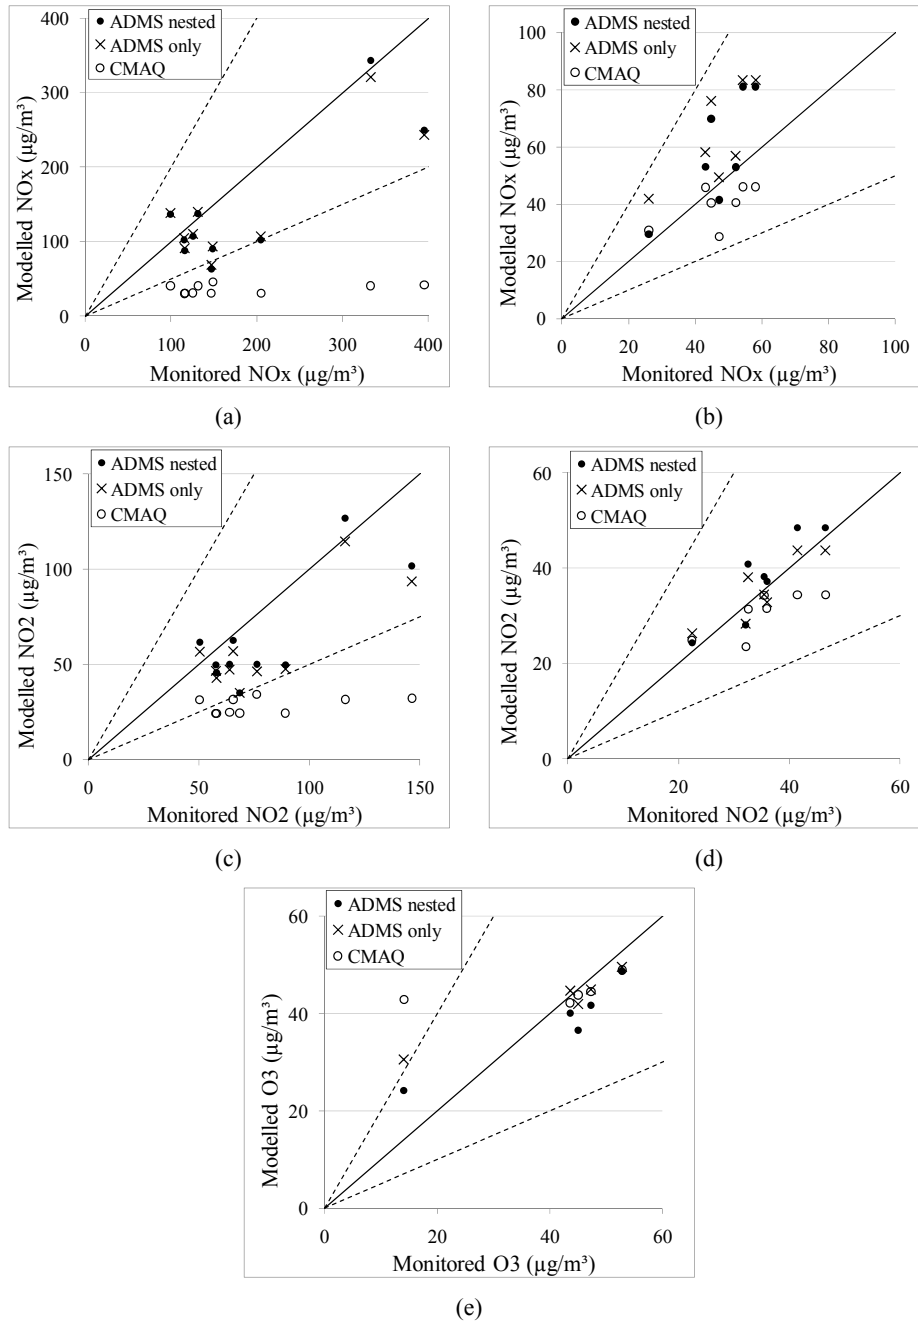 400
300
200
100
0
Modelled NOx (µg/m³)
ADMS nested
ADMS only
CMAQ
0 100 200 300 400
Monitored NOx (µg/m³)
(a)
100
80
60
40
20
0
Modelled NOx (µg/m³)
ADMS nested
ADMS only
CMAQ
0 20 40 60 80 100
Monitored NOx (µg/m³)
(b)
150
100
50
0
Modelled NO2 (µg/m³)
ADMS nested
ADMS only
CMAQ
0 50 100 150
Monitored NO2 (µg/m³)
(c)
60
40
20
0
Modelled NO2 (µg/m³)
ADMS nested
ADMS only
CMAQ
0 20 40 60
Monitored NO2 (µg/m³)
(d)
60
40
20
0
Modelled O3 (µg/m³)
ADMS nested
ADMS only
CMAQ
0 20 40 60
Monitored O3 (µg/m³)
(e)